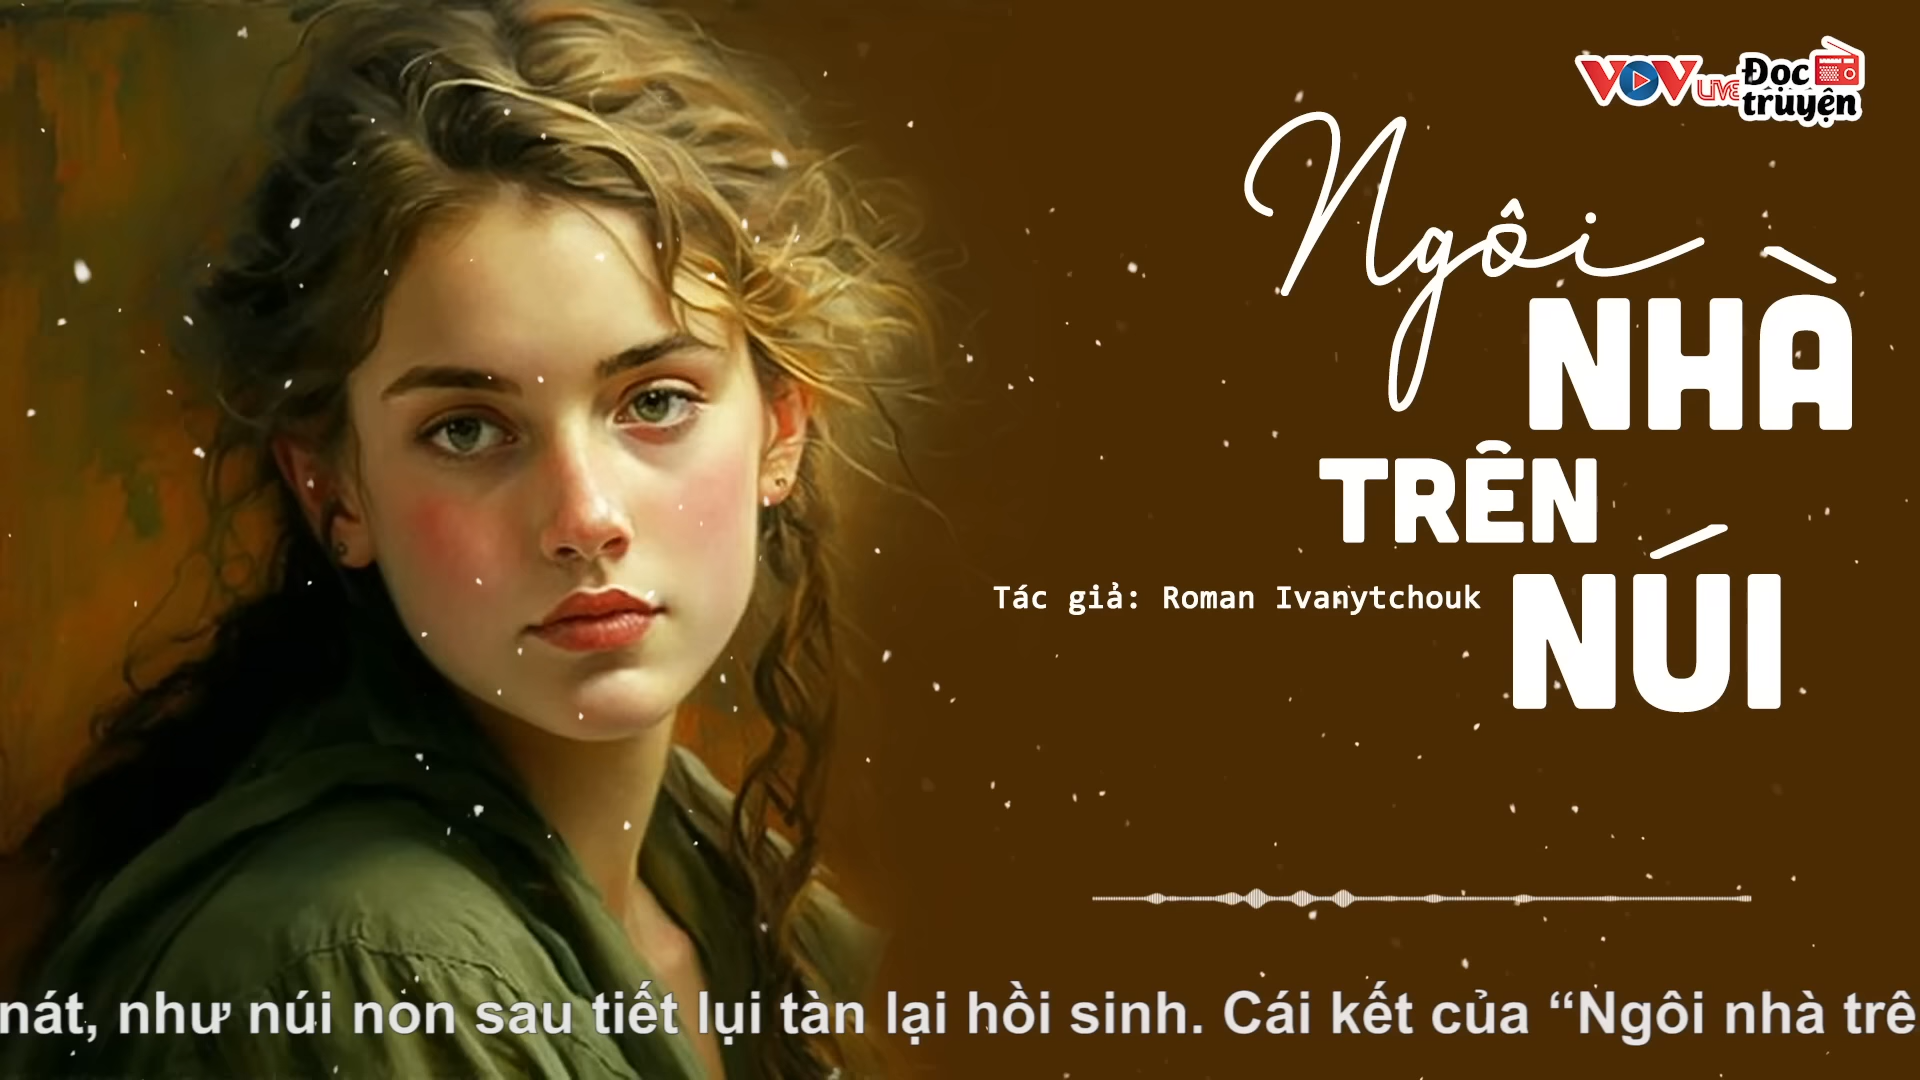 VOV LIVE Đọc
truyện
Ngôi
NHÀ
TRÊN
NÚI
Tác giả: Roman Ivanytchouk
nát, như núi non sau tiết lụi tàn lại hồi sinh. Cái kết của “Ngôi nhà trê